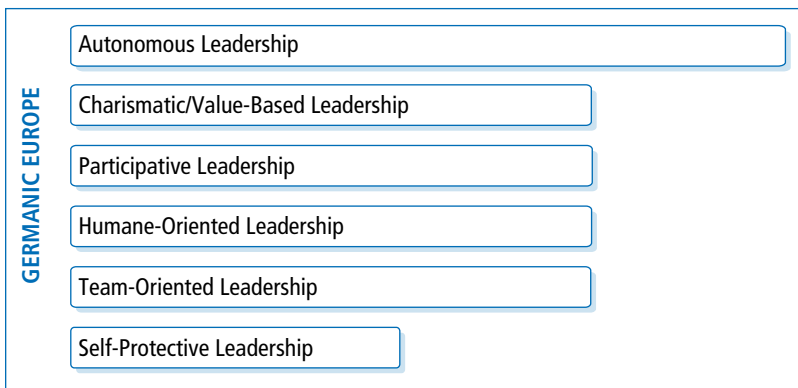 GERMANIC EUROPE
Autonomous Leadership
Charismatic/Value-Based Leadership
Participative Leadership
Humane-Oriented Leadership
Team-Oriented Leadership
Self-Protective Leadership